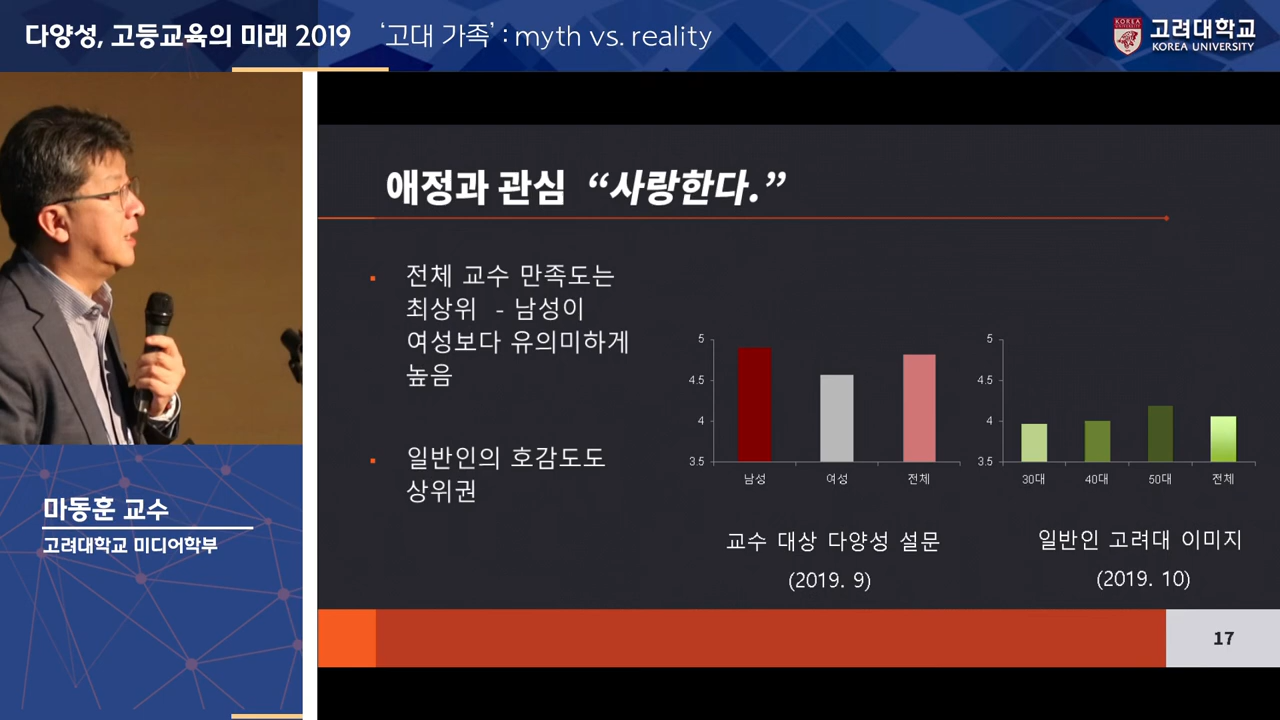 다양성, 고등교육의 미래 2019 ‘고대 가족’ : myth vs. reality
KOREA
UNIVERSITY
고려대학교
KOREA UNIVERSITY
애정과 관심 “사랑한다.”
전체 교수 만족도는
최상위 - 남성이
여성보다 유의미하게
높음
일반인의 호감도도
상위권
5
4.5
4
3.5
남성 여성 전체
교수 대상 다양성 설문
(2019. 9)
5
4.5
4
3.5
30대 40대 50대 전체
일반인 고려대 이미지
(2019. 10)
17
마동훈 교수
고려대학교 미디어학부